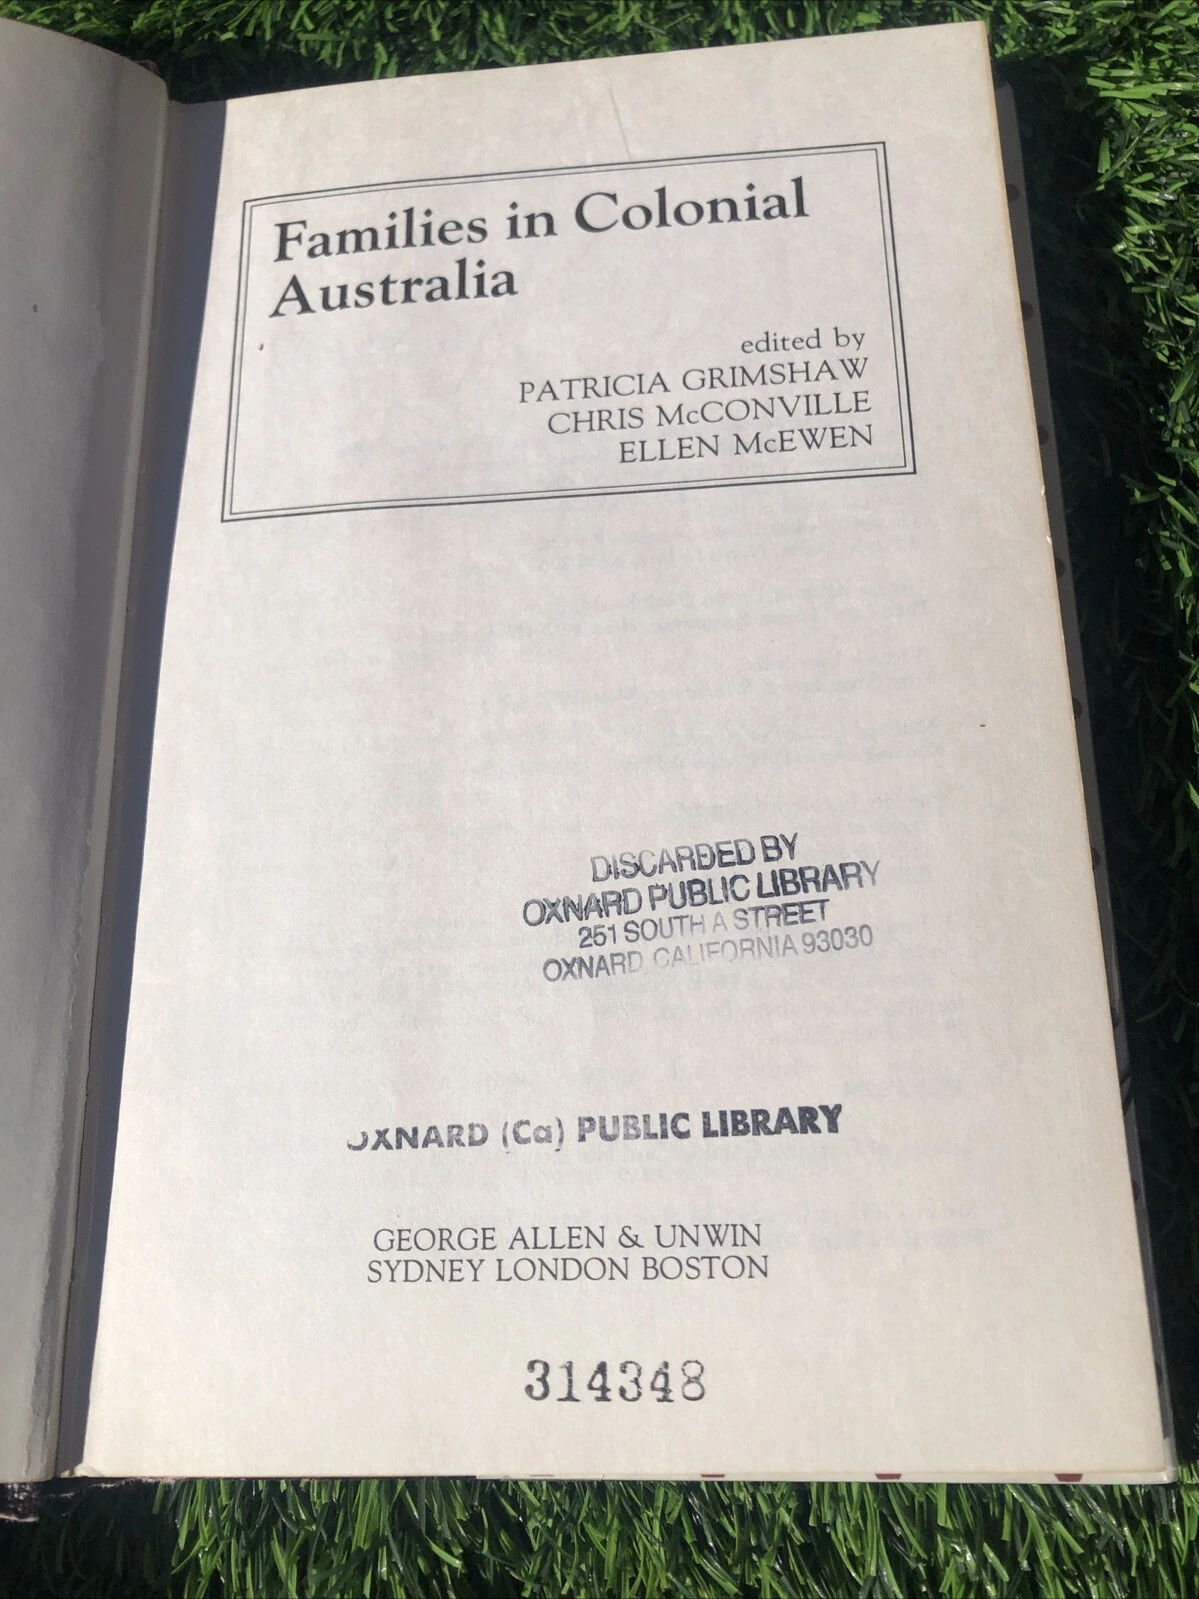 Families in Colonial
Australia
edited by
PATRICIA GRIMSHAW
CHRIS McCONVILLE
ELLEN McEWEN
DISCARDED BY
OXNARD PUBLIC LIBRARY
251 SOUTH A STREET
OXNARD, CALIFORNIA 93030
OXNARD (Ca) PUBLIC LIBRARY
GEORGE ALLEN & UNWIN
SYDNEY LONDON BOSTON
314348